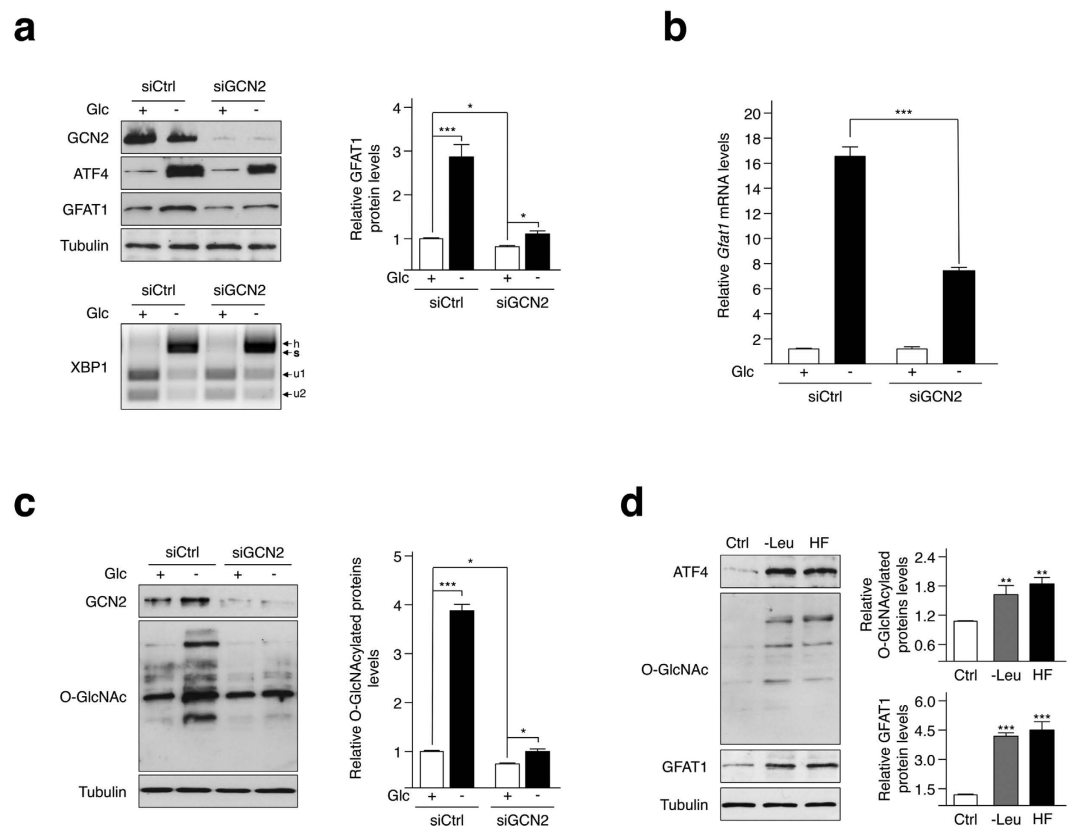 a
siCtrl siGCN2
Glc + - + -
GCN2
ATF4
GFAT1
Tubulin
siCtrl siGCN2
Glc + - + -
XBP1
h
s
u1
u2
Relative GFAT1
protein levels
4
3
2
1
* 
***
*
Glc + - + -
siCtrl siGCN2
b
Relative Gfat1 mRNA levels
20
18
16
14
12
10
8
6
4
2
***
Glc + - + -
siCtrl siGCN2
c
siCtrl siGCN2
Glc + - + -
GCN2
O-GlcNAc
Tubulin
Relative O-GlcNAcylated proteins
levels
5
4
3
2
1
*
***
*
Glc + - + -
siCtrl siGCN2
d
Ctrl -Leu HF
ATF4
O-GlcNAc
GFAT1
Tubulin
Relative
O-GlcNAcylated
proteins levels
2.4
1.8
1.2
0.6
** **
Ctrl -Leu HF
Relative GFAT1
protein levels
6.0
4.5
3.0
1.5
*** ***
Ctrl -Leu HF